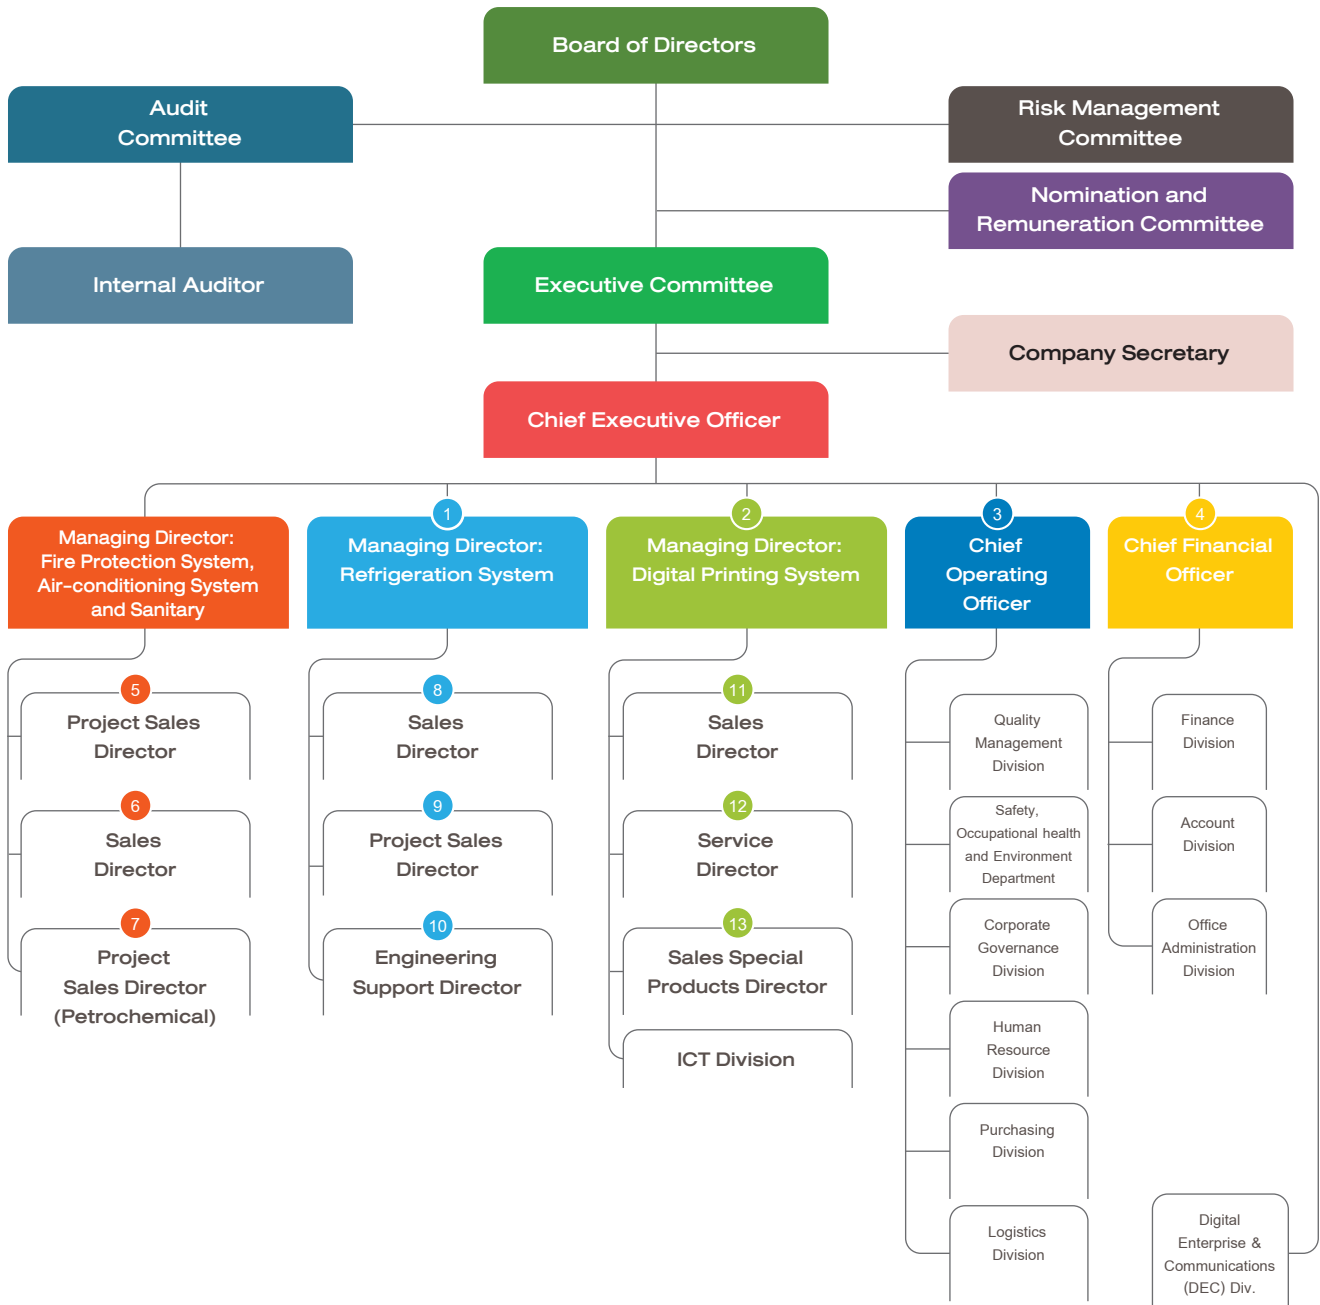 Board of Directors
Audit
Committee
Risk Management
Committee
Nomination and
Remuneration Committee
Internal Auditor
Executive Committee
Company Secretary
Chief Executive Officer
Managing Director:
Fire Protection System,
Air-conditioning System
and Sanitary
1
Managing Director:
Refrigeration System
2
Managing Director:
Digital Printing System
3
Chief
Operating
Officer
4
Chief Financial
Officer
5
Project Sales
Director
6
Sales
Director
7
Project
Sales Director
(Petrochemical)
8
Sales
Director
9
Project Sales
Director
10
Engineering
Support Director
11
Sales
Director
12
Service
Director
13
Sales Special
Products Director
ICT Division
Quality
Management
Division
Safety,
Occupational health
and Environment
Department
Corporate
Governance
Division
Human
Resource
Division
Purchasing
Division
Logistics
Division
Finance
Division
Account
Division
Office
Administration
Division
Digital
Enterprise &
Communications
(DEC) Div.